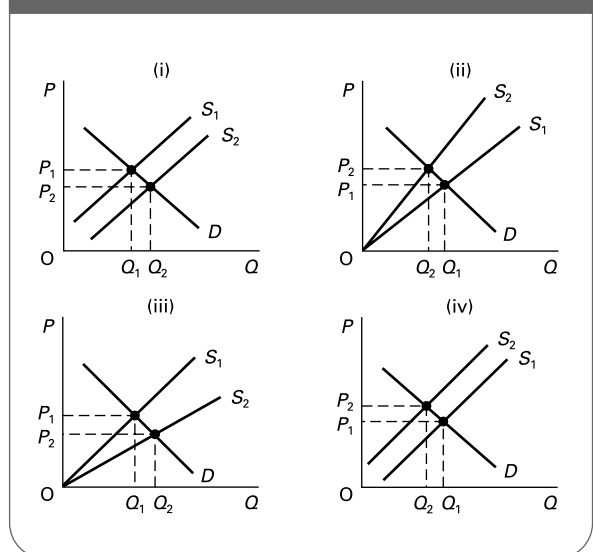 (i)
P
S₁
S₂
P₁
P₂
D
O
Q₁ Q₂
Q
(ii)
P
S₂
S₁
P₂
P₁
D
O
Q₂ Q₁
Q
(iii)
P
S₁
S₂
P₁
P₂
D
O
Q₁ Q₂
Q
(iv)
P
S₂
S₁
P₂
P₁
D
O
Q₂ Q₁
Q